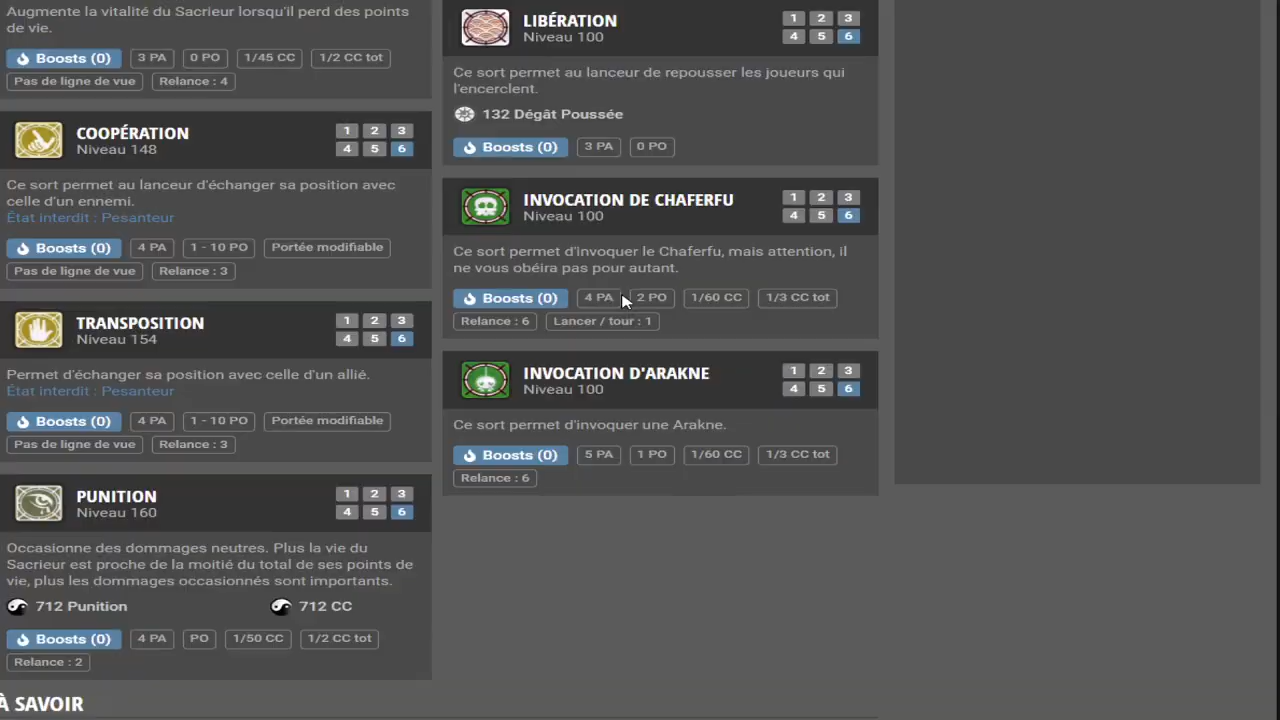 Augmente la vitalité du Sacrieur lorsqu'il perd des points
de vie.
Boosts (0) 3 PA 0 PO 1/45 CC 1/2 CC tot
Pas de ligne de vue Relance : 4
COOPÉRATION 1 2 3
Niveau 148 4 5 6
Ce sort permet au lanceur d'échanger sa position avec
celle d'un ennemi.
État interdit : Pesanteur
Boosts (0) 4 PA 1 - 10 PO Portée modifiable
Pas de ligne de vue Relance : 3
TRANSPOSITION 1 2 3
Niveau 154 4 5 6
Permet d'échanger sa position avec celle d'un allié.
État interdit : Pesanteur
Boosts (0) 4 PA 1 - 10 PO Portée modifiable
Pas de ligne de vue Relance : 3
PUNITION 1 2 3
Niveau 160 4 5 6
Occasionne des dommages neutres. Plus la vie du
Sacrieur est proche de la moitié du total de ses points de
vie, plus les dommages occasionnés sont importants.
712 Punition 712 CC
Boosts (0) 4 PA PO 1/50 CC 1/2 CC tot
Relance : 2
À SAVOIR
LIBÉRATION 1 2 3
Niveau 100 4 5 6
Ce sort permet au lanceur de repousser les joueurs qui
l'encerclent.
132 Dégât Poussée
Boosts (0) 3 PA 0 PO
INVOCATION DE CHAFERFU 1 2 3
Niveau 100 4 5 6
Ce sort permet d'invoquer le Chaferfu, mais attention, il
ne vous obéira pas pour autant.
Boosts (0) 4 PA 2 PO 1/60 CC 1/3 CC tot
Relance : 6 Lancer / tour : 1
INVOCATION D'ARAKNE 1 2 3
Niveau 100 4 5 6
Ce sort permet d'invoquer une Arakne.
Boosts (0) 5 PA 1 PO 1/60 CC 1/3 CC tot
Relance : 6